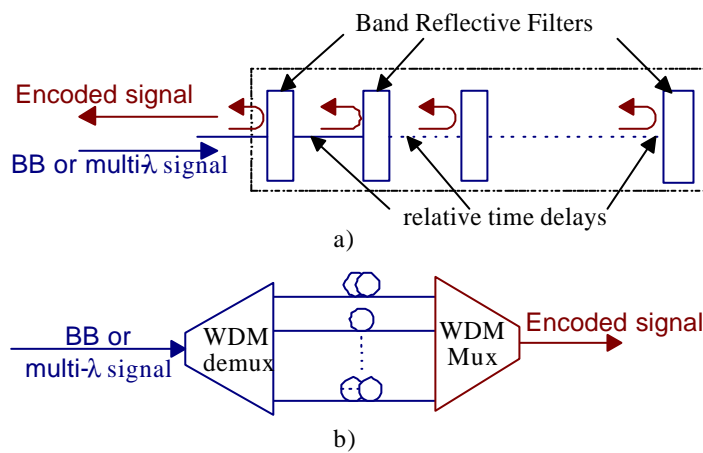 Band Reflective Filters
Encoded signal
BB or multi-λ signal
relative time delays
a)
BB or
multi-λ signal
WDM
demux
WDM
Mux
Encoded signal
b)